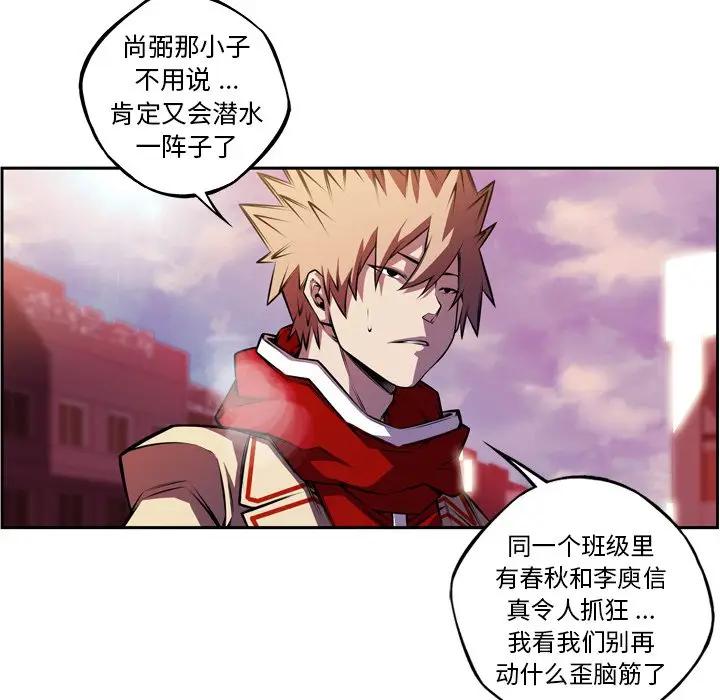 尚弼那小子
不用说 ...
肯定又会潜水
一阵子了
同一个班级里
有春秋和李庾信
真令人抓狂 ...
我看我们别再
动什么歪脑筋了